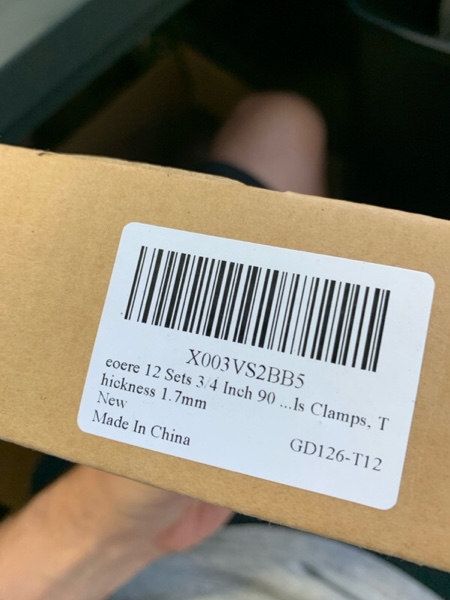 X003VS2BB5
eoere 12 Sets 3/4 Inch 90 ...ls Clamps, T
hickness 1.7mm
New
Made In China
GD126-T12